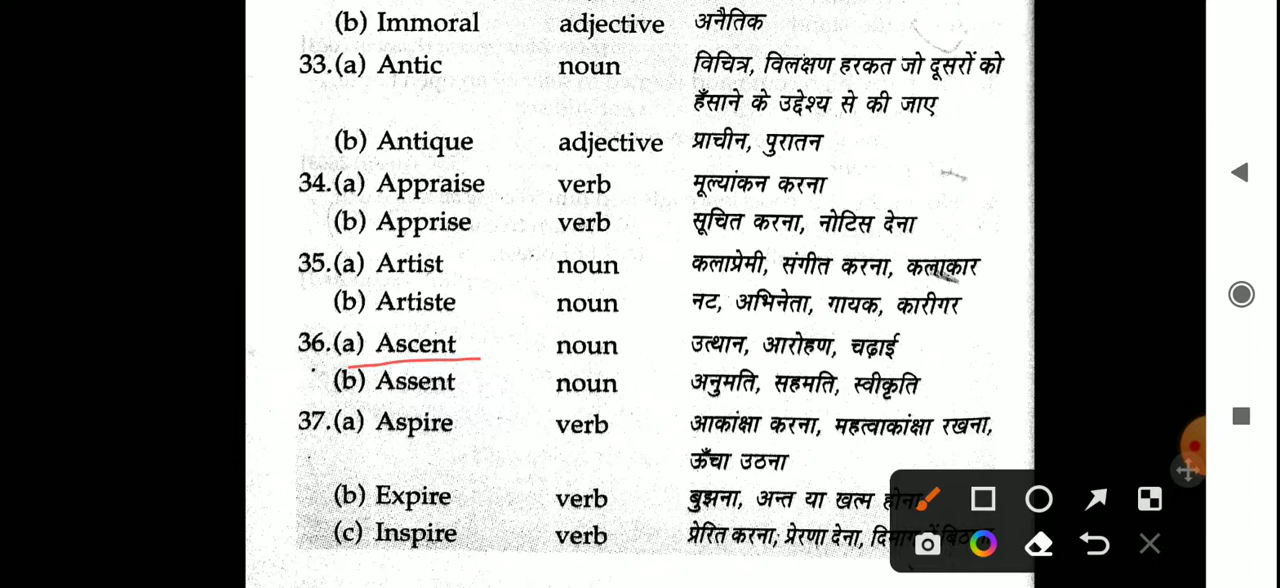 (b) Immoral adjective अनैतिक
33.(a) Antic noun विचित्र, विलक्षण हरकत जो दूसरों को
हँसाने के उद्देश्य से की जाए
(b) Antique adjective प्राचीन, पुरातन
34.(a) Appraise verb मूल्यांकन करना
(b) Apprise verb सूचित करना, नोटिस देना
35.(a) Artist noun कलाप्रेमी, संगीत करना, कलाकार
(b) Artiste noun नट, अभिनेता, गायक, कारीगर
36.(a) Ascent noun उत्थान, आरोहण, चढ़ाई
(b) Assent noun अनुमति, सहमति, स्वीकृति
37.(a) Aspire verb आकांक्षा करना, महत्वाकांक्षा रखना,
ऊँचा उठना
(b) Expire verb बुझना, अन्त या खत्म होना
(c) Inspire verb प्रेरित करना, प्रेरणा देना,